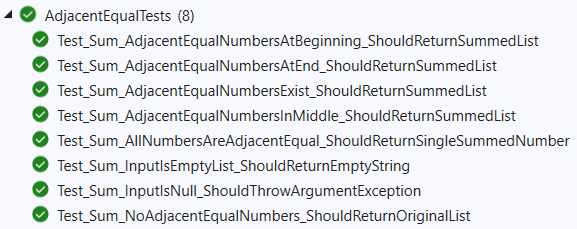 AdjacentEqualTests (8)
Test_Sum_AdjacentEqualNumbersAtBeginning_ShouldReturnSummedList
Test_Sum_AdjacentEqualNumbersAtEnd_ShouldReturnSummedList
Test_Sum_AdjacentEqualNumbersExist_ShouldReturnSummedList
Test_Sum_AdjacentEqualNumbersInMiddle_ShouldReturnSummedList
Test_Sum_AllNumbersAreAdjacentEqual_ShouldReturnSingleSummedNumber
Test_Sum_InputIsEmptyList_ShouldReturnEmptyString
Test_Sum_InputIsNull_ShouldThrowArgumentException
Test_Sum_NoAdjacentEqualNumbers_ShouldReturnOriginalList